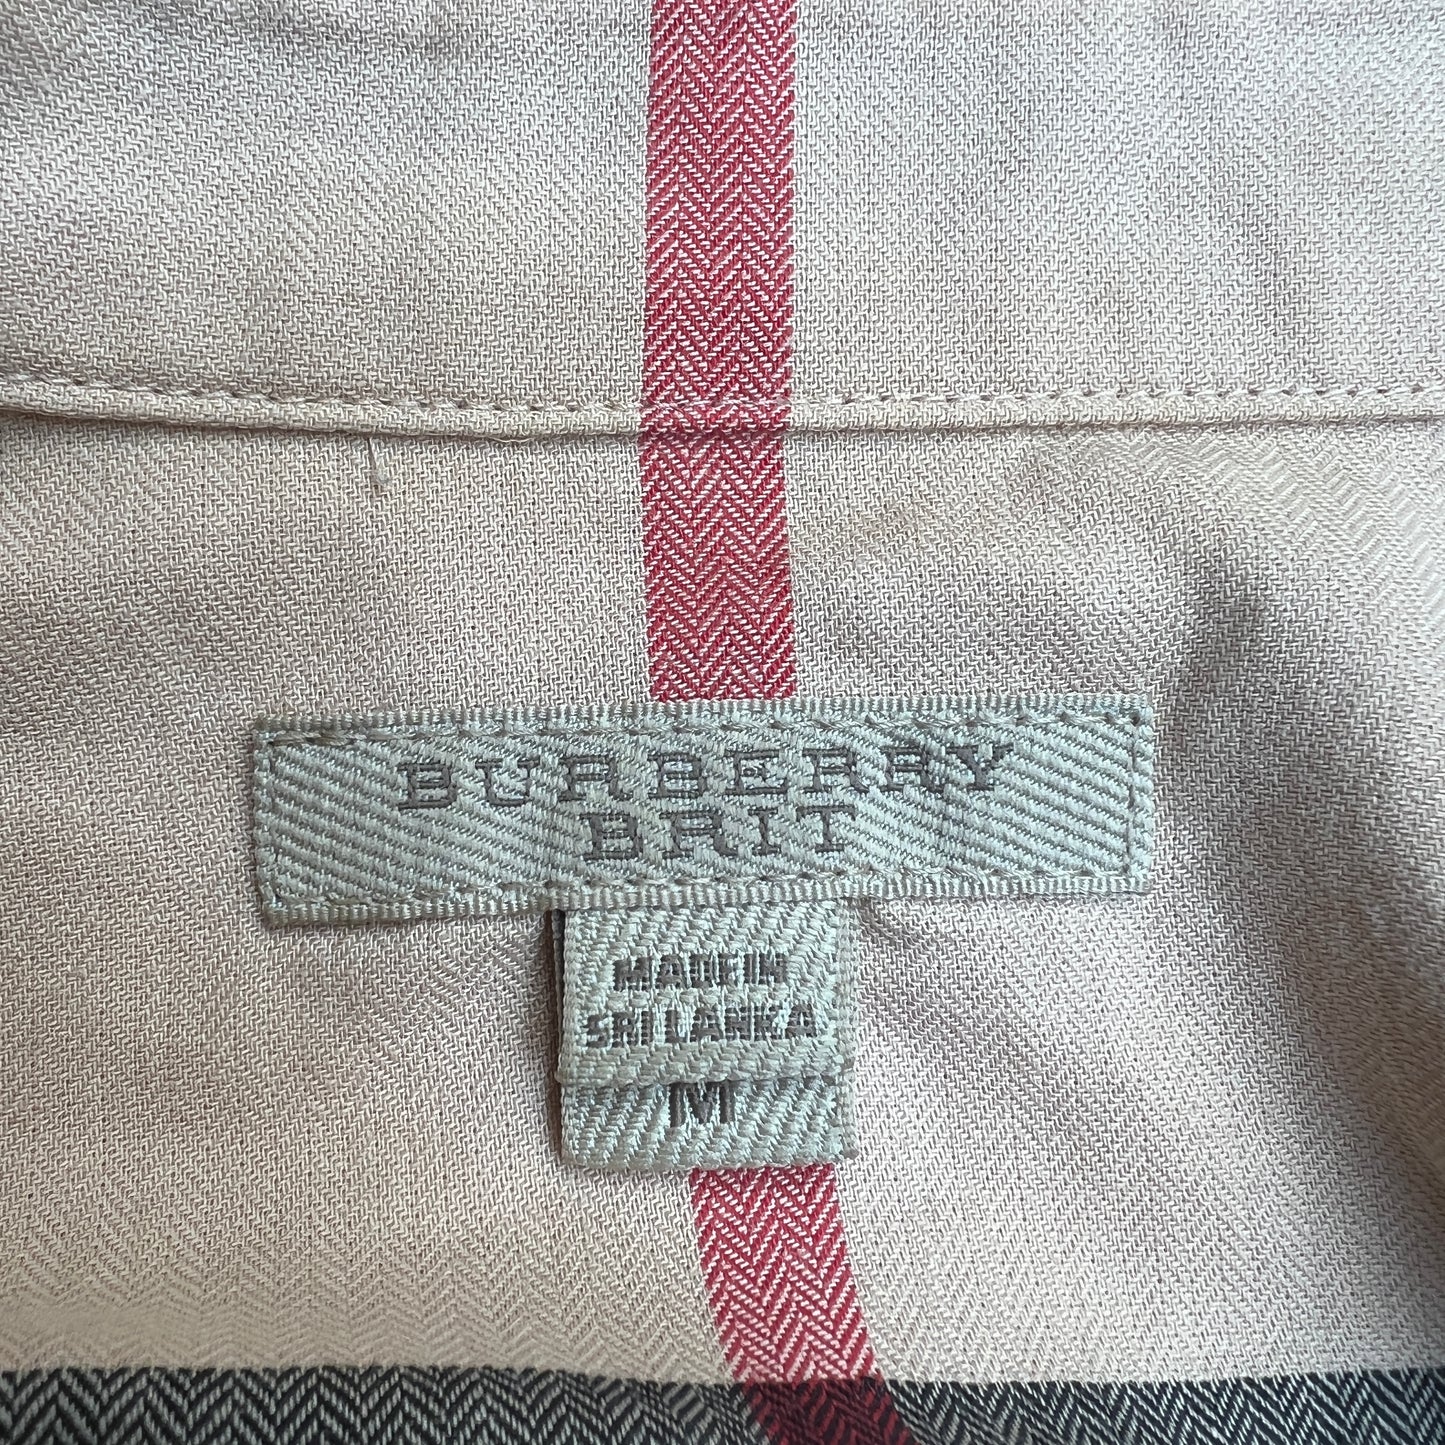 BURBERRY
BRIT
MADE IN
SRI LANKA
M